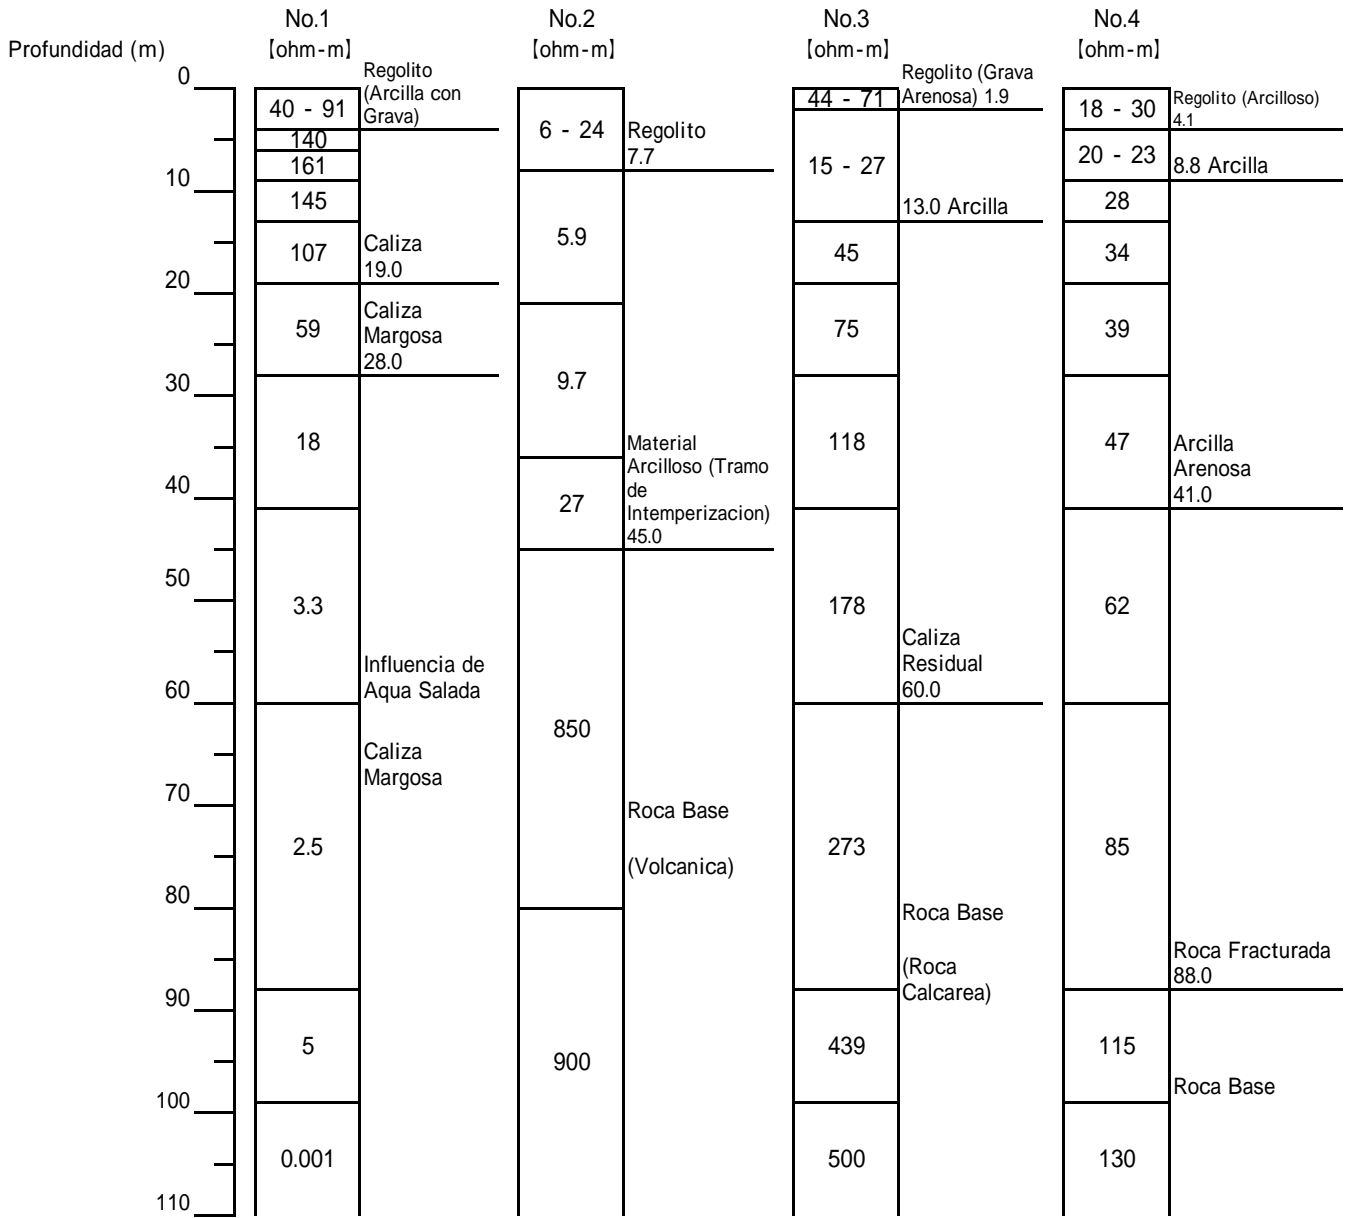 Profundidad (m)
0
10
20
30
40
50
60
70
80
90
100
110
No.1
[ohm-m]
40 - 91
140
161
145
107
59
18
3.3
2.5
5
0.001
Regolito
(Arcilla con
Grava)
Caliza
19.0
Caliza
Margosa
28.0
Influencia de
Aqua Salada
Caliza
Margosa
No.2
[ohm-m]
6 - 24
5.9
9.7
27
850
900
Regolito
7.7
Material
Arcilloso (Tramo
de
Intemperizacion)
45.0
Roca Base
(Volcanica)
No.3
[ohm-m]
44 - 71
15 - 27
45
75
118
178
273
439
500
Regolito (Grava
Arenosa) 1.9
13.0 Arcilla
Caliza
Residual
60.0
Roca Base
(Roca
Calcarea)
No.4
[ohm-m]
18 - 30
20 - 23
28
34
39
47
62
85
115
130
Regolito (Arcilloso)
4.1
8.8 Arcilla
Arcilla
Arenosa
41.0
Roca Fracturada
88.0
Roca Base